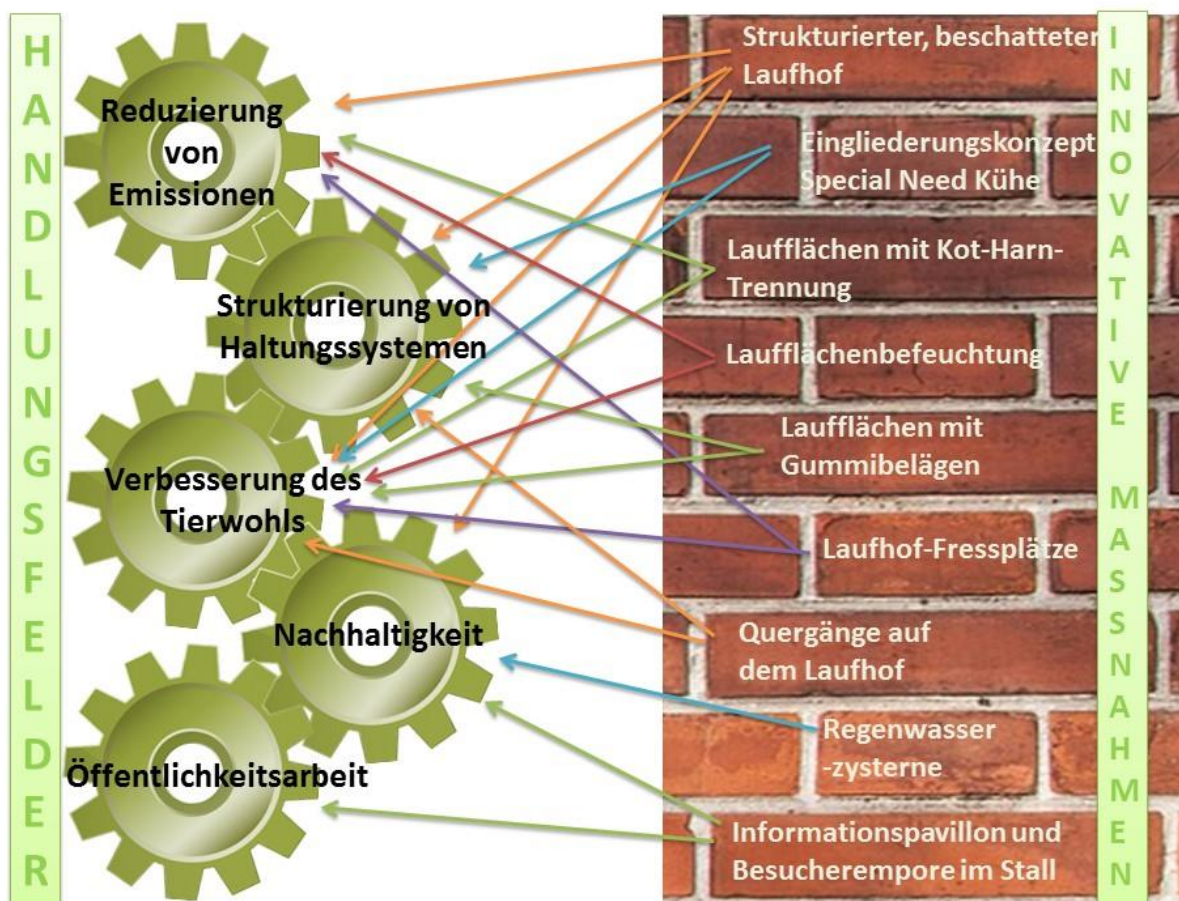 HANDLUNGSFELDER
Reduzierung
von
Emissionen
Strukturierung von
Haltungssystemen
Verbesserung des
Tierwohls
Nachhaltigkeit
Öffentlichkeitsarbeit
Strukturierter, beschatteter
Laufhof
Eingliederungskonzept
Special Need Kühe
Laufflächen mit Kot-Harn-
Trennung
Laufflächenbefeuchtung
Laufflächen mit
Gummibelägen
Laufhof-Fressplätze
Quergänge auf
dem Laufhof
Regenwasser
-zysterne
Informationspavillon und
Besucherempore im Stall
INNOVATIVE MASSNAHMEN